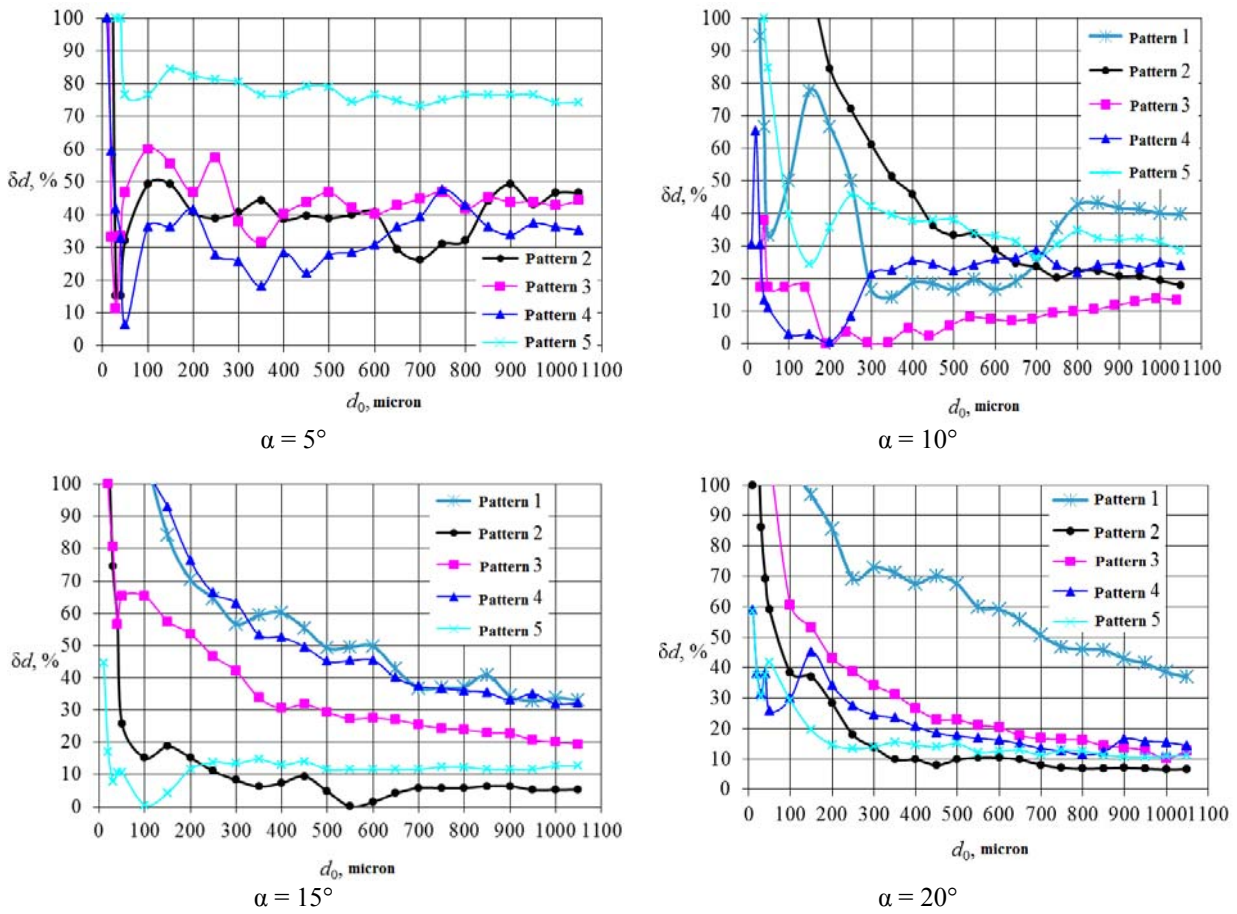 100
90
80
70
60
50
δd, %
40
30
20
10
0
Pattern 2
Pattern 3
Pattern 4
Pattern 5
0 100 200 300 400 500 600 700 800 900 1000 1100
d0, micron
α = 5°
100
90
80
70
60
50
δd, %
40
30
20
10
0
Pattern 1
Pattern 2
Pattern 3
Pattern 4
Pattern 5
0 100 200 300 400 500 600 700 800 900 1000 1100
d0, micron
α = 10°
100
90
80
70
60
50
δd, %
40
30
20
10
0
Pattern 1
Pattern 2
Pattern 3
Pattern 4
Pattern 5
0 100 200 300 400 500 600 700 800 900 1000 1100
d0, micron
α = 15°
100
90
80
70
60
50
δd, %
40
30
20
10
0
Pattern 1
Pattern 2
Pattern 3
Pattern 4
Pattern 5
0 100 200 300 400 500 600 700 800 900 1000 1100
d0, micron
α = 20°